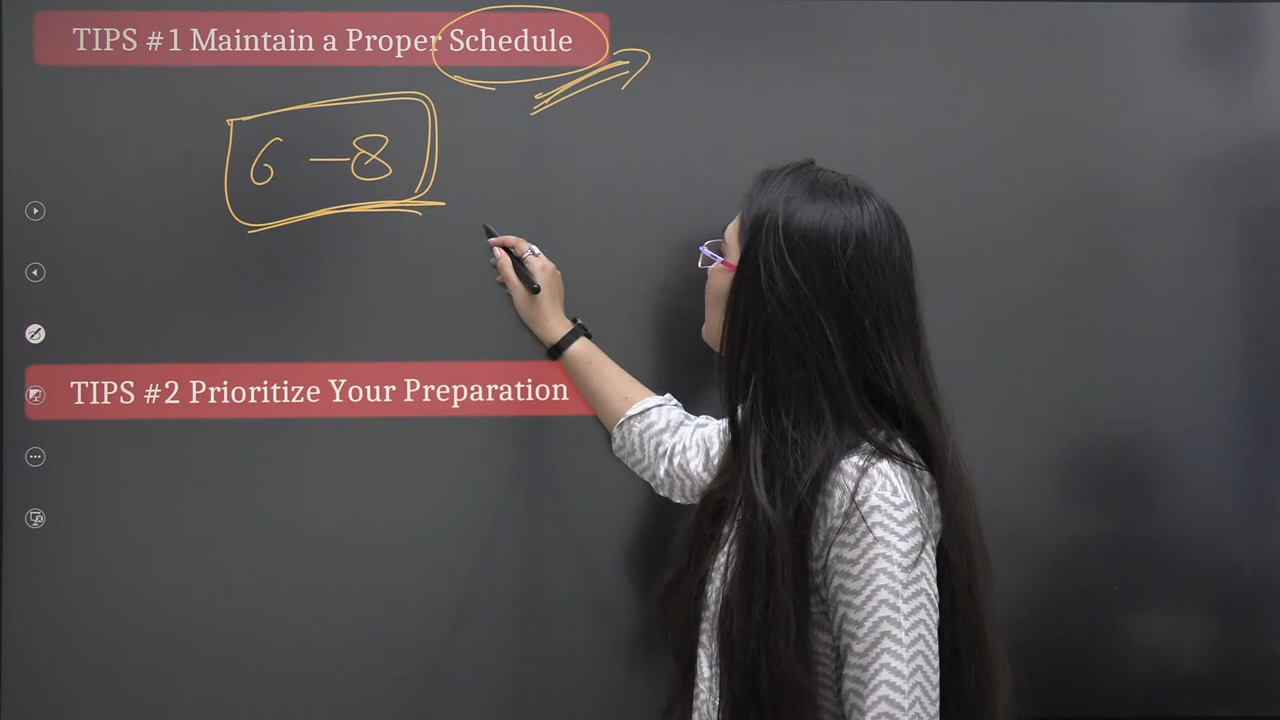 TIPS #1 Maintain a Proper Schedule
6 – 8
TIPS #2 Prioritize Your Preparation